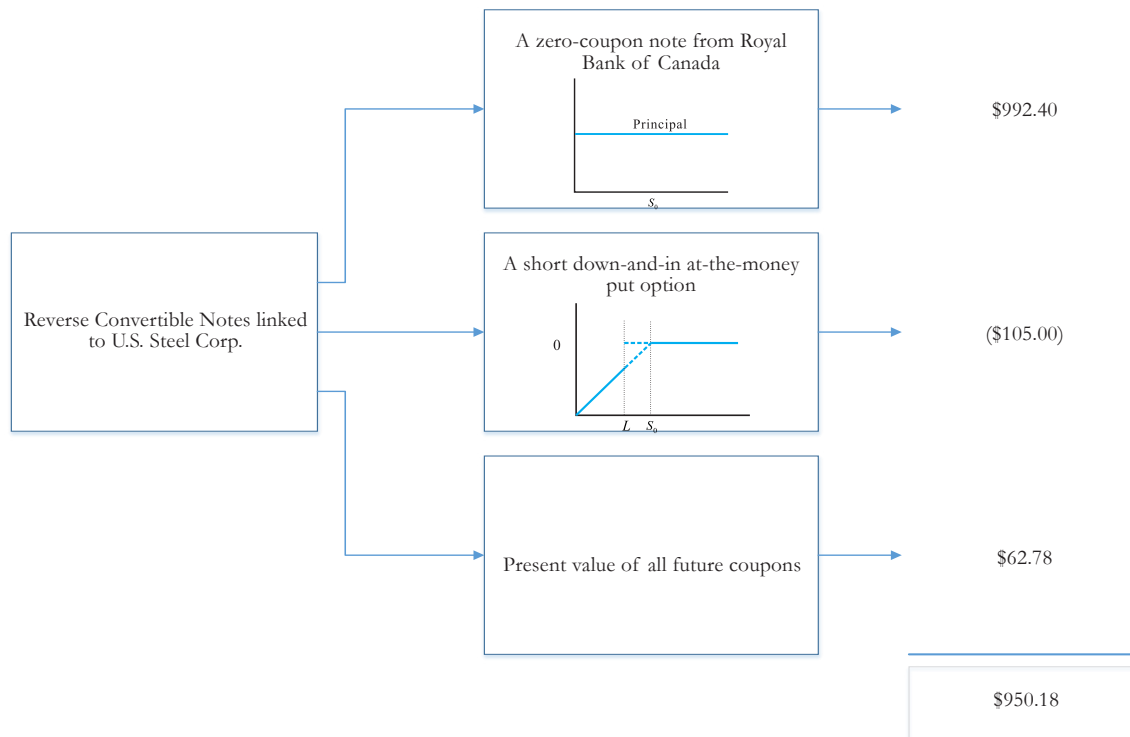 A zero-coupon note from Royal
Bank of Canada
Principal
S₀
$992.40
Reverse Convertible Notes linked
to U.S. Steel Corp.
A short down-and-in at-the-money
put option
0
L S₀
($105.00)
Present value of all future coupons
$62.78
$950.18